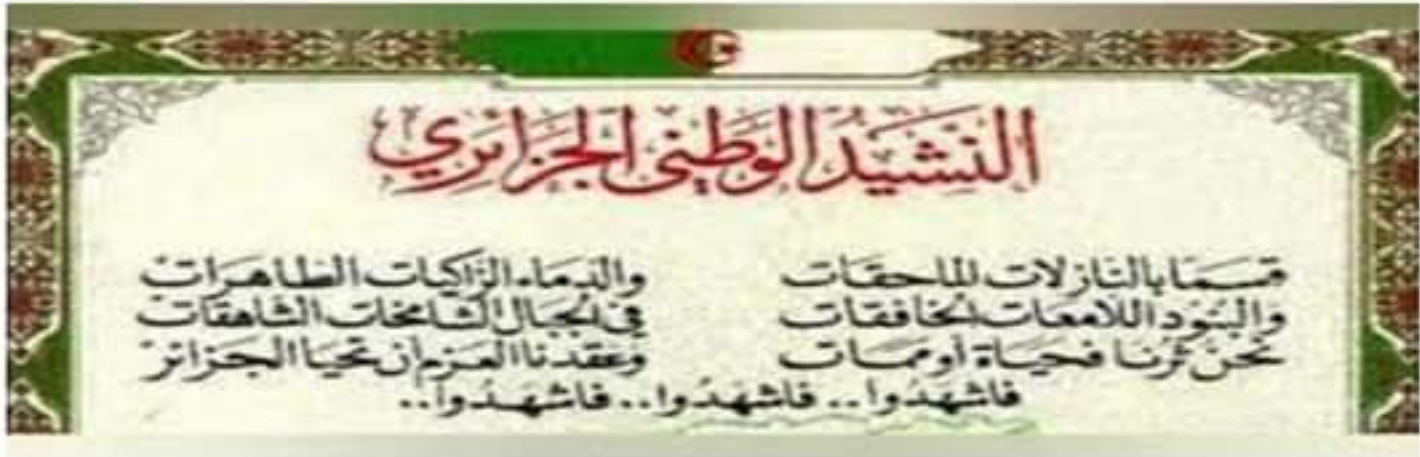 النشيد الوطني الجزائري
قسما بالنازلات الماحقات والدماء الزاكيات الطاهرات
والبنود اللامعات الخافقات في الجبال الشامخات الشاهقات
نحن ثرنا فحياة أو ممات وعقدنا العزم أن تحيا الجزائر
فاشهدوا.. فاشهدوا.. فاشهدوا..